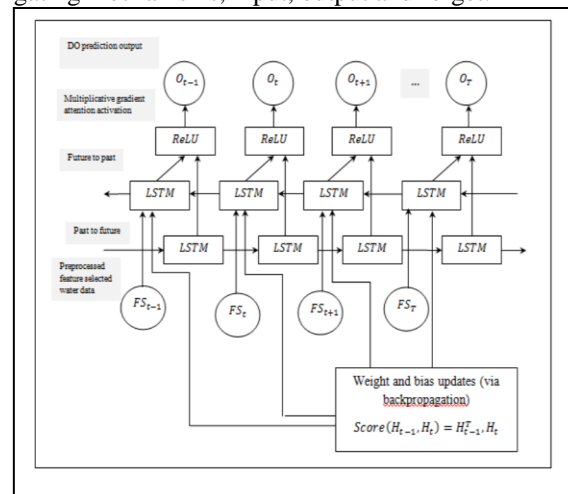 DO prediction output
O_{t-1} O_t O_{t+1} ... O_T
Multiplicative gradient
attention activation
ReLU ReLU ReLU ReLU
Future to past
LSTM LSTM LSTM LSTM
Past to future
LSTM LSTM LSTM LSTM
Preprocessed
feature selected
water data
FS_{t-1} FS_t FS_{t+1} FS_T
Weight and bias updates (via
backpropagation)
Score(H_{t-1}, H_t) = H^T_{t-1}, H_t